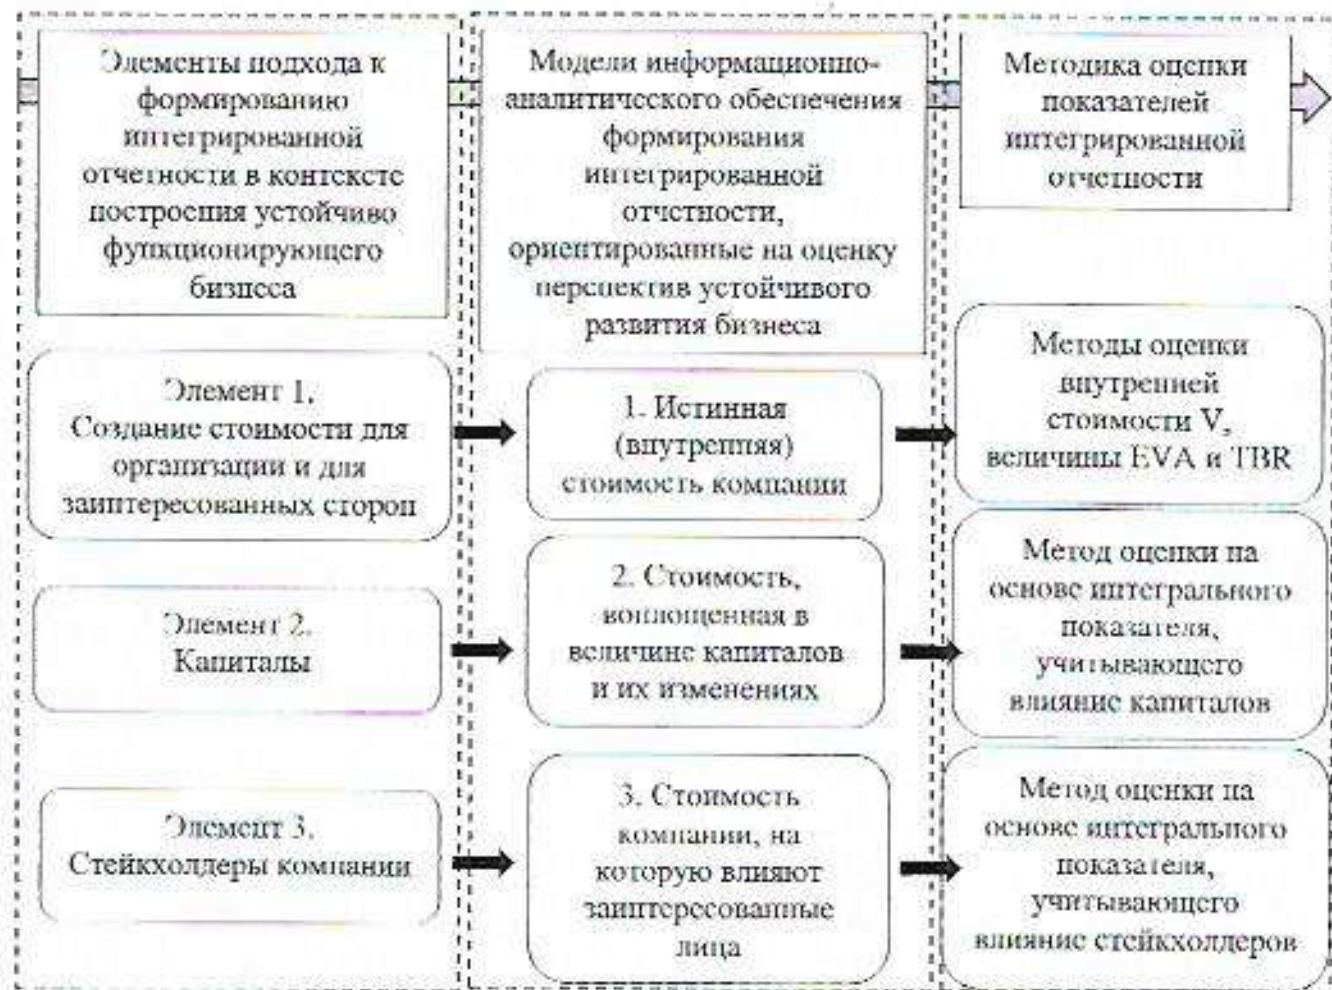 Элементы подхода к
формированию
интегрированной
отчетности в контексте
построения устойчиво
функционирующего
бизнеса
Модели информационно-
аналитического обеспечения
формирования
интегрированной
отчетности,
ориентированные на оценку
перспектив устойчивого
развития бизнеса
Методика оценки
показателей
интегрированной
отчетности
Элемент 1.
Создание стоимости для
организации и для
заинтересованных сторон
1. Истинная
(внутренняя)
стоимость компании
Методы оценки
внутренней
стоимости V,
величины EVA и TBR
Элемент 2.
Капиталы
2. Стоимость,
воплощенная в
величине капиталов
и их изменениях
Метод оценки на
основе интегрального
показателя,
учитывающего
влияние капиталов
Элемент 3.
Стейкхолдеры компании
3. Стоимость
компании, на
которую влияют
заинтересованные
лица
Метод оценки на
основе интегрального
показателя,
учитывающего
влияние стейкхолдеров